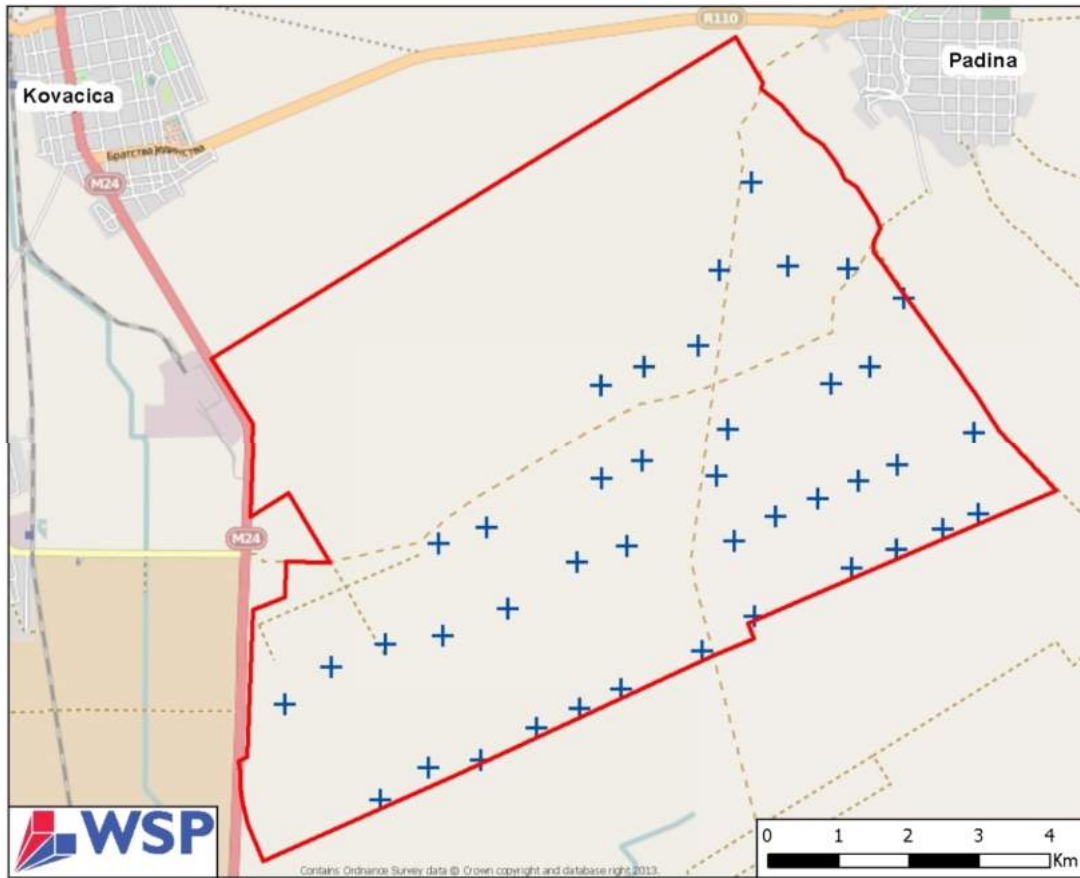 R110
Padina
Kovacica
Братства јединства
M24
M24
WSP
0 1 2 3 4
Km
Contains Ordnance Survey data © Crown copyright and database right 2013.